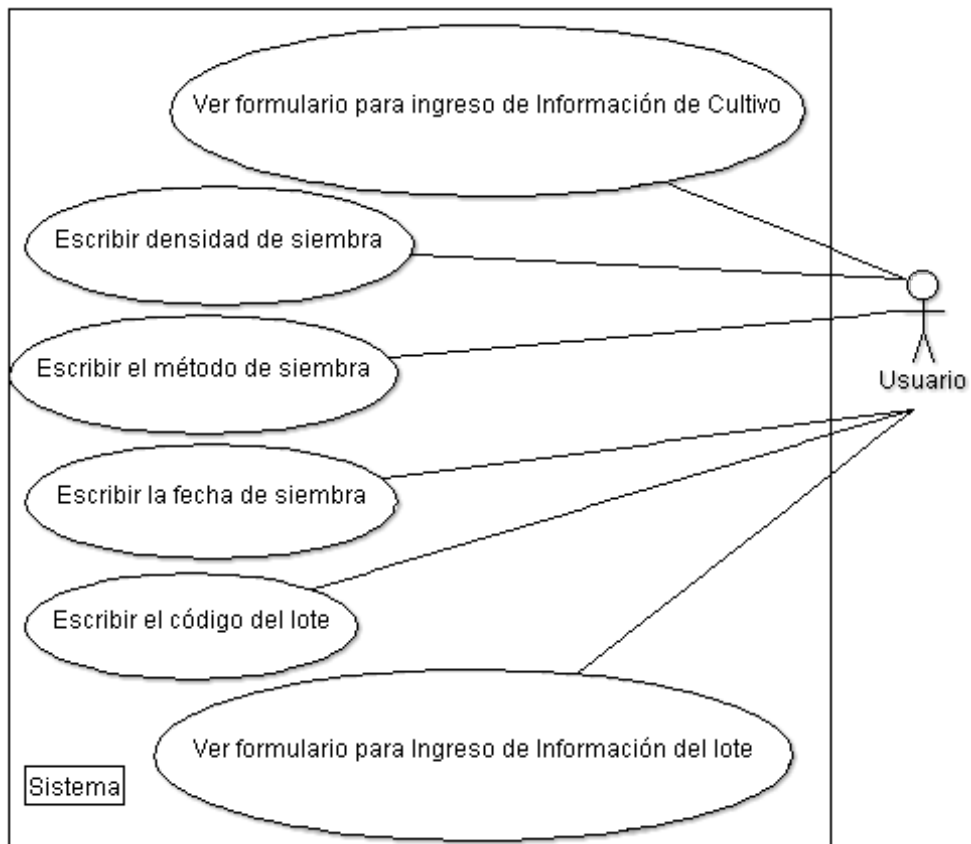 Ver formulario para ingreso de Información de Cultivo
Escribir densidad de siembra
Escribir el método de siembra
Usuario
Escribir la fecha de siembra
Escribir el código del lote
Ver formulario para Ingreso de Información del lote
Sistema